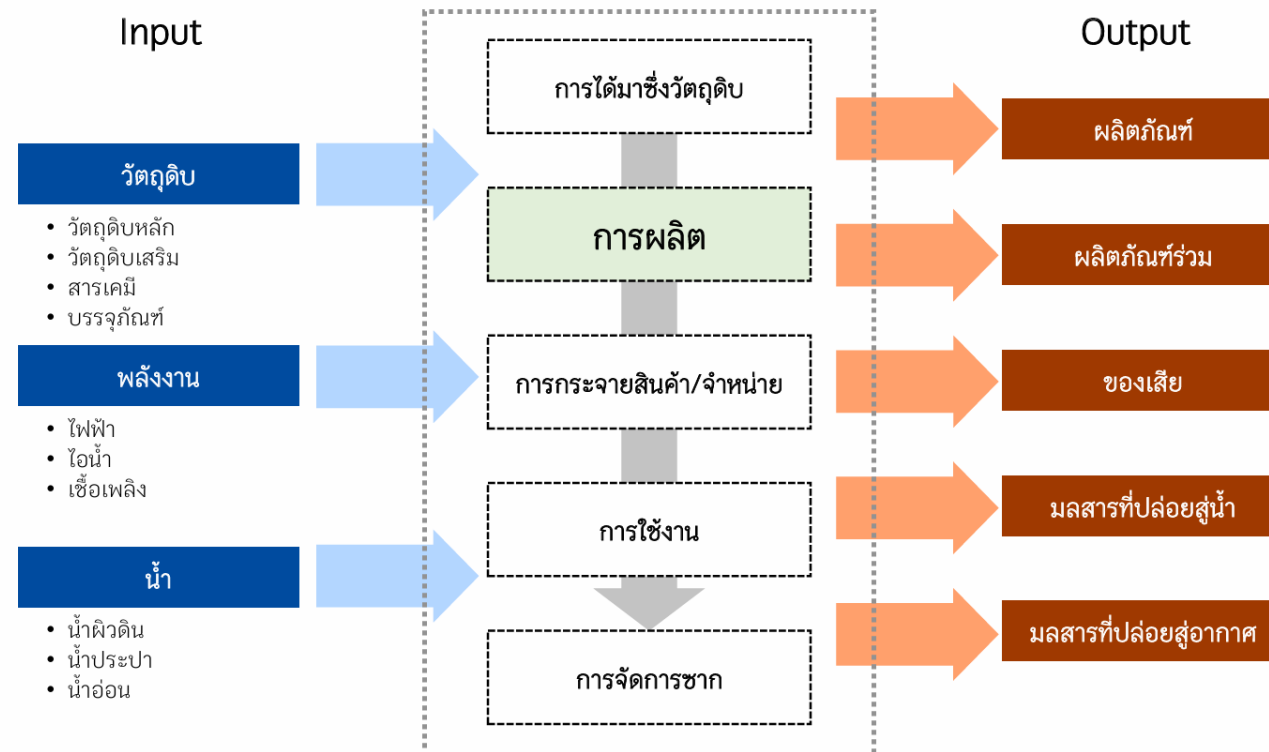 Input
วัตถุดิบ
• วัตถุดิบหลัก
• วัตถุดิบเสริม
• สารเคมี
• บรรจุภัณฑ์
พลังงาน
• ไฟฟ้า
• ไอน้ำ
• เชื้อเพลิง
น้ำ
• น้ำผิวดิน
• น้ำประปา
• น้ำอ่อน
การได้มาซึ่งวัตถุดิบ
การผลิต
การกระจายสินค้า/จำหน่าย
การใช้งาน
การจัดการซาก
Output
ผลิตภัณฑ์
ผลิตภัณฑ์ร่วม
ของเสีย
มลสารที่ปล่อยสู่น้ำ
มลสารที่ปล่อยสู่อากาศ